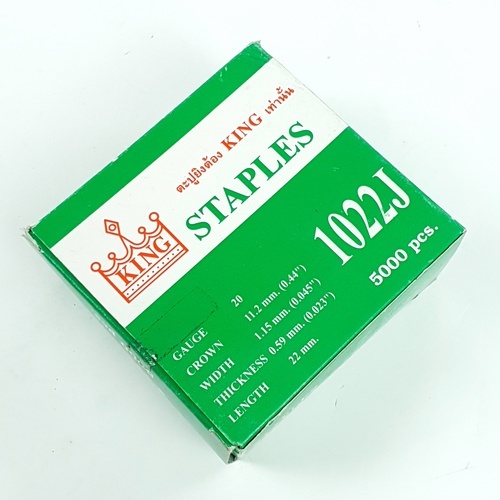 ตะปูยิงต้อง KING เท่านั้น
KING
STAPLES
1022J
5000 pcs.
GAUGE 20
CROWN 11.2 mm. (0.44")
WIDTH 1.15 mm. (0.045")
THICKNESS 0.59 mm. (0.023")
LENGTH 22 mm.